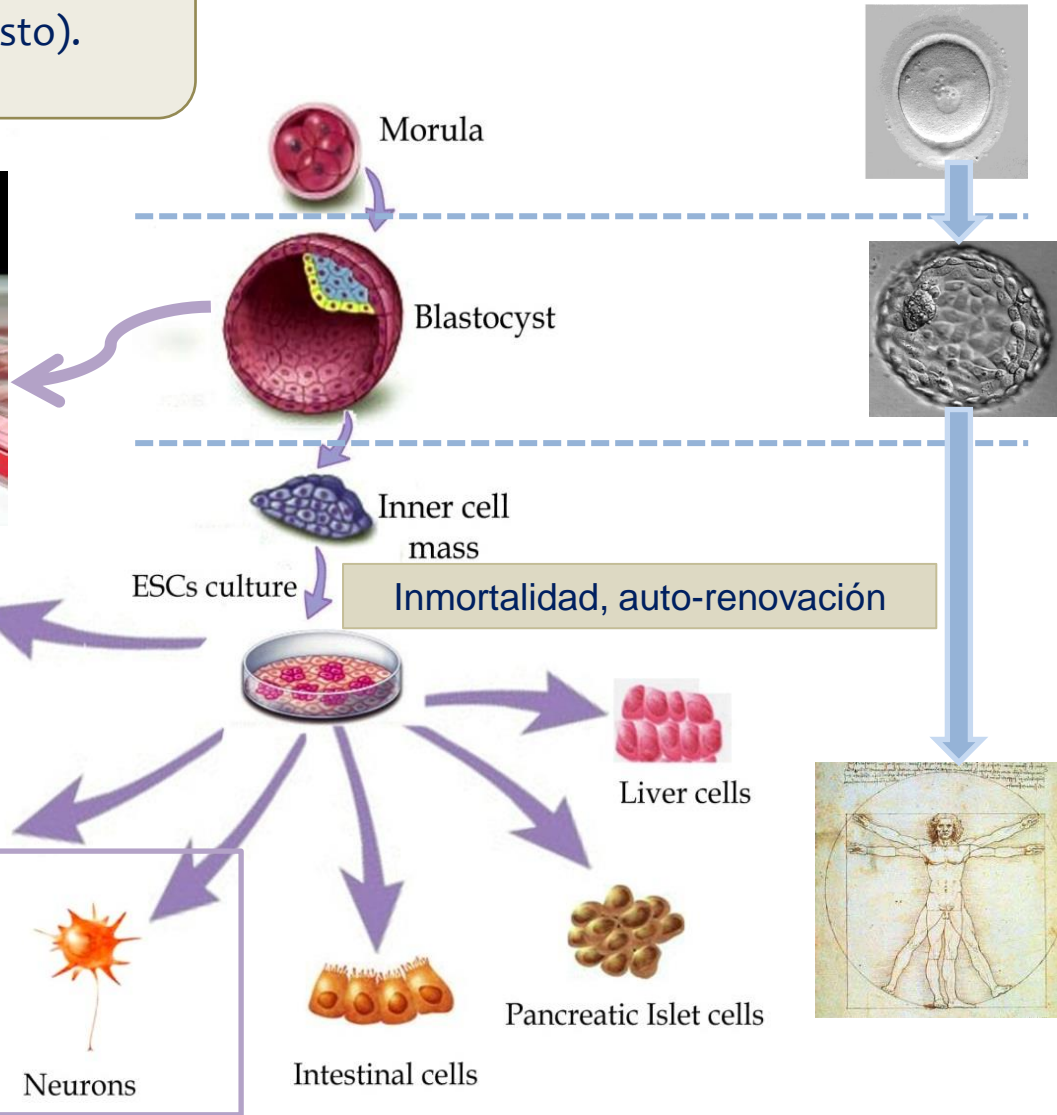 sto).
Morula
Blastocyst
Inner cell
mass
ESCs culture
Inmortalidad, auto-renovación
Liver cells
Pancreatic Islet cells
Intestinal cells
Neurons